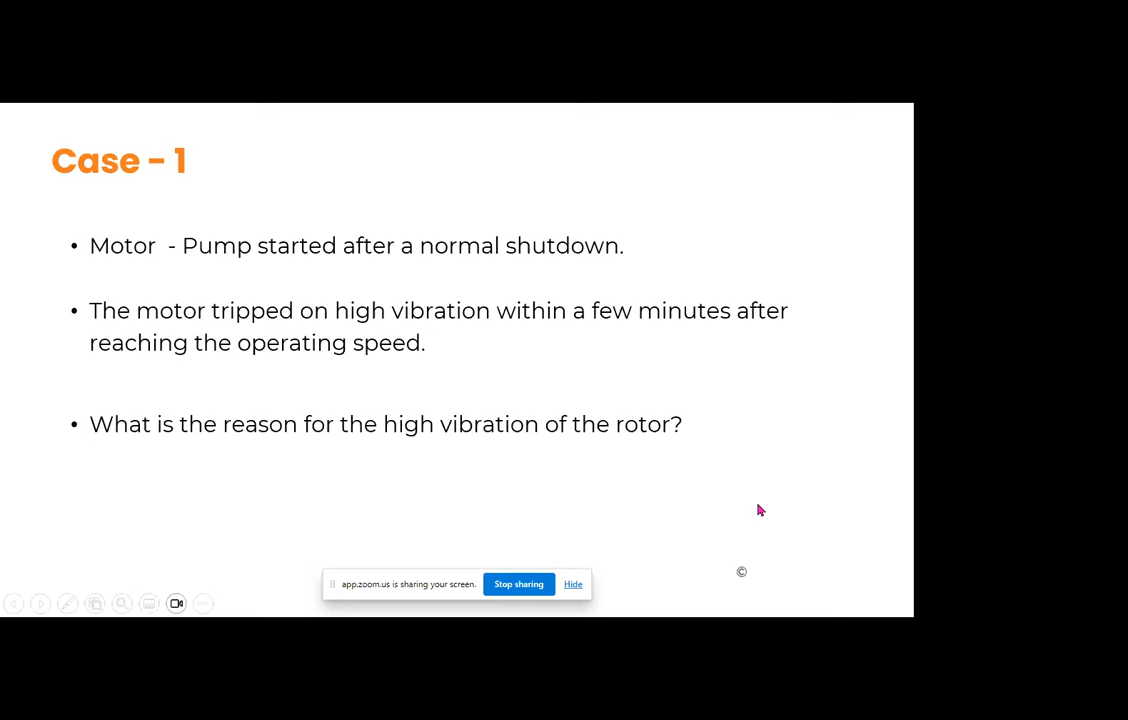 Case - 1
• Motor  - Pump started after a normal shutdown.
• The motor tripped on high vibration within a few minutes after
reaching the operating speed.
• What is the reason for the high vibration of the rotor?
©
app.zoom.us is sharing your screen. Stop sharing Hide